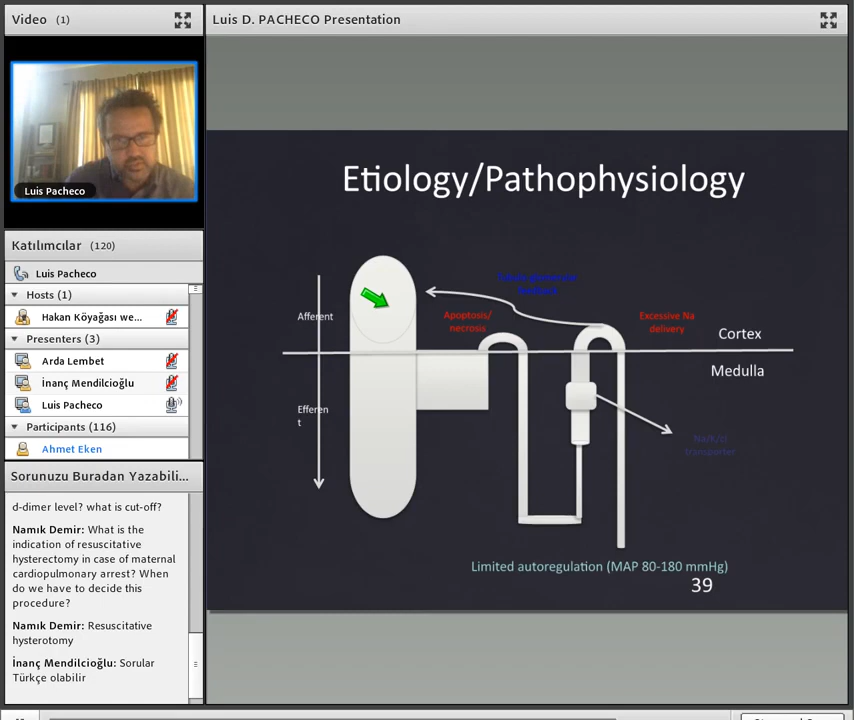 Video (1)
Luis Pacheco
Katılımcılar (120)
Luis Pacheco
Hosts (1)
Hakan Köyağası we...
Presenters (3)
Arda Lembet
İnanç Mendilcioğlu
Luis Pacheco
Participants (116)
Ahmet Eken
Sorunuzu Buradan Yazabili...
d-dimer level? what is cut-off?
Namık Demir: What is the
indication of resuscitative
hysterectomy in case of maternal
cardiopulmonary arrest? When
do we have to decide this
procedure?
Namık Demir: Resuscitative
hysterotomy
İnanç Mendilcioğlu: Sorular
Türkçe olabilir
Luis D. PACHECO Presentation
Etiology/Pathophysiology
Afferent
Efferen
t
Apoptosis/
necrosis
feedback
Excessive Na
delivery
Cortex
Medulla
transporter
Limited autoregulation (MAP 80-180 mmHg)
39